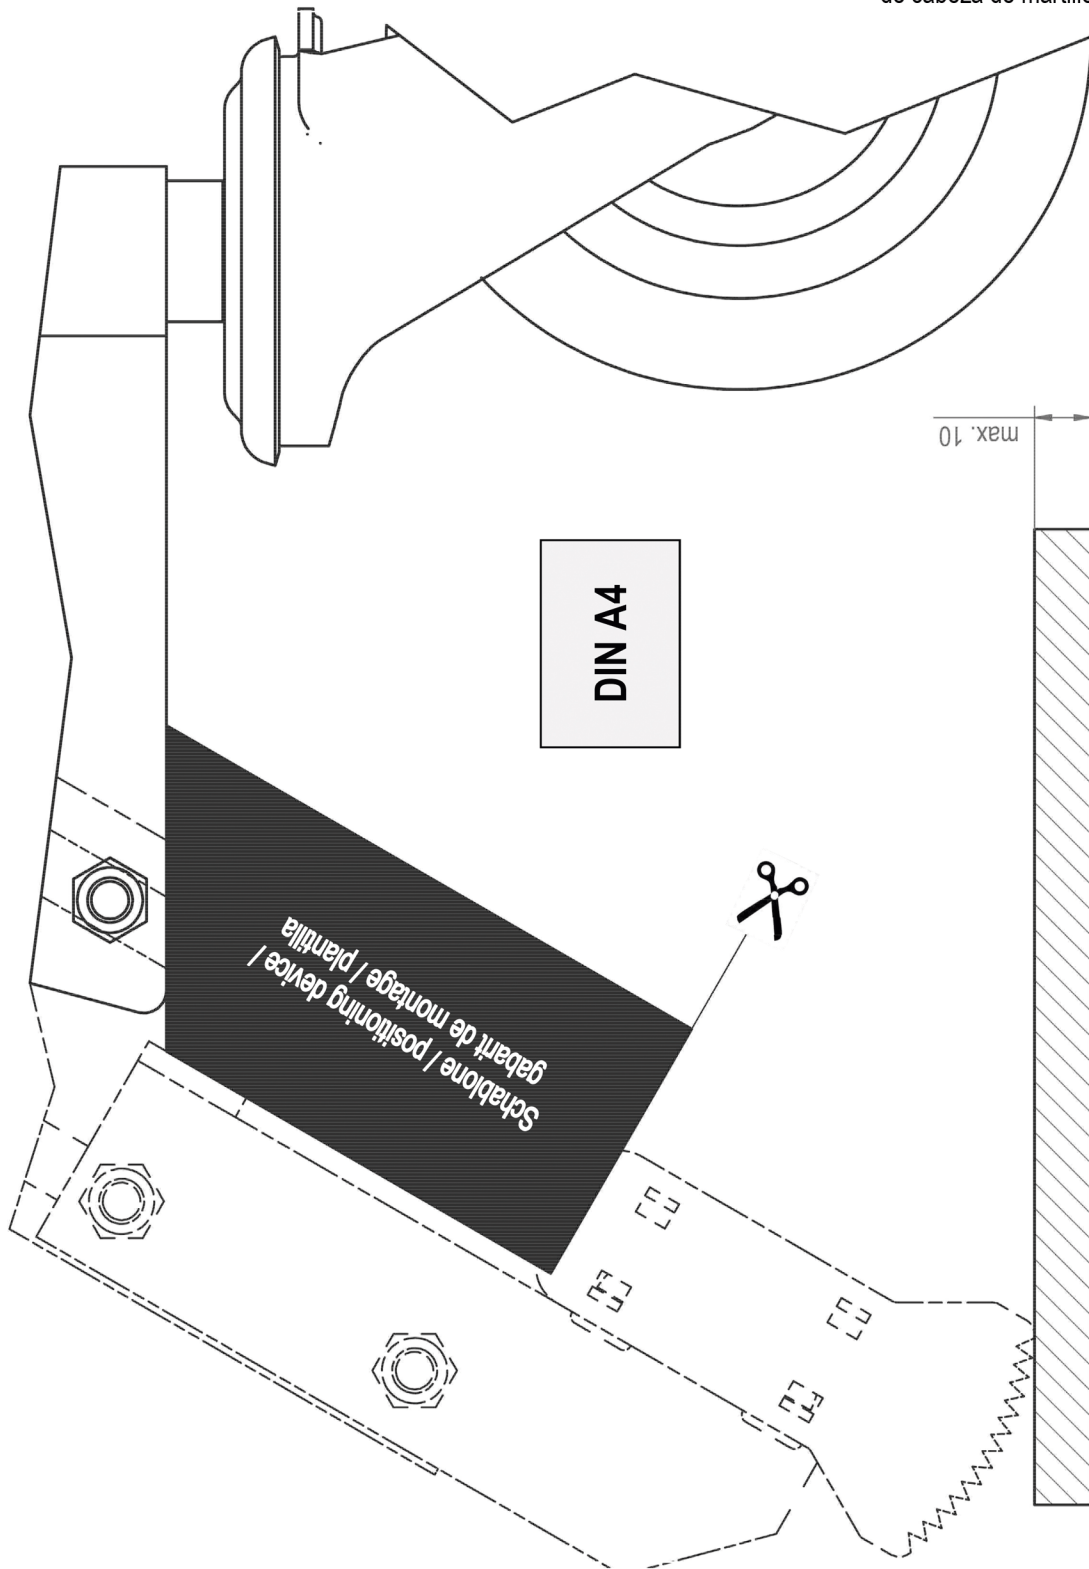 de cabeza de martillo
max. 10
DIN A4
Schablone / positioning device /
gabarit de montage / plantilla